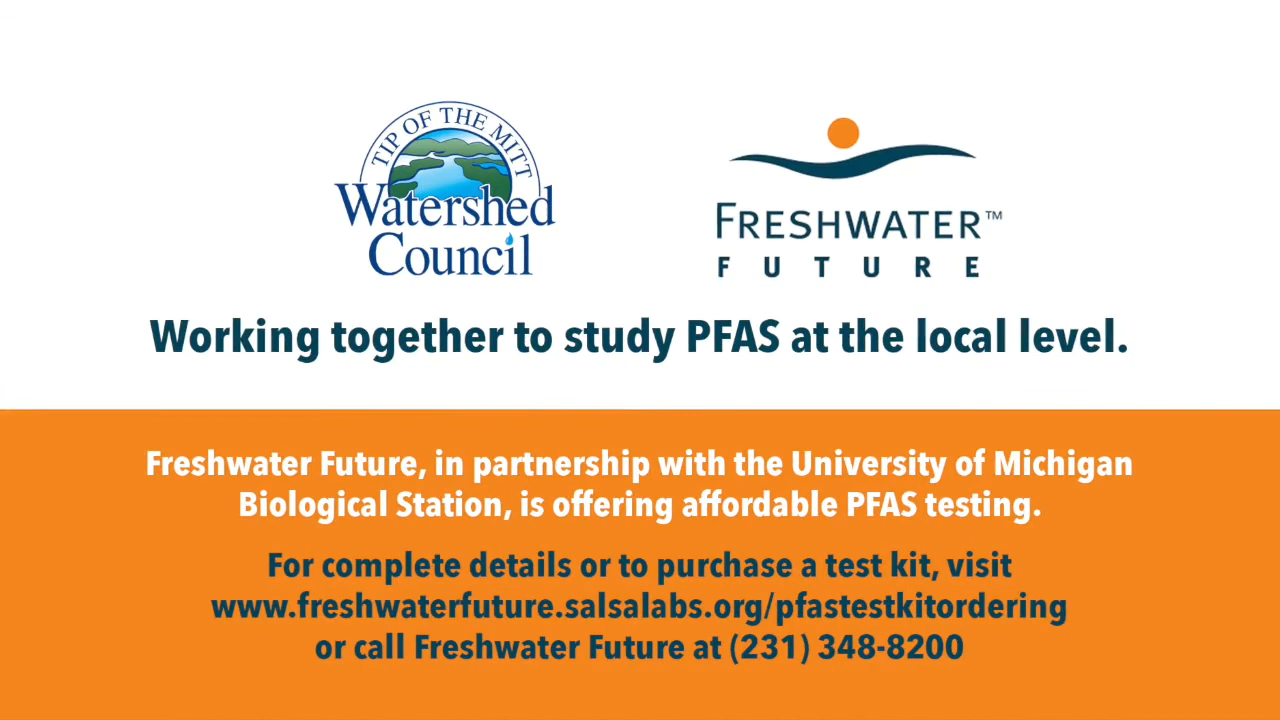 TIP OF THE MITT
Watershed
Council
FRESHWATER™
FUTURE
Working together to study PFAS at the local level.
Freshwater Future, in partnership with the University of Michigan
Biological Station, is offering affordable PFAS testing.
For complete details or to purchase a test kit, visit
www.freshwaterfuture.salsalabs.org/pfastestkitordering
or call Freshwater Future at (231) 348-8200